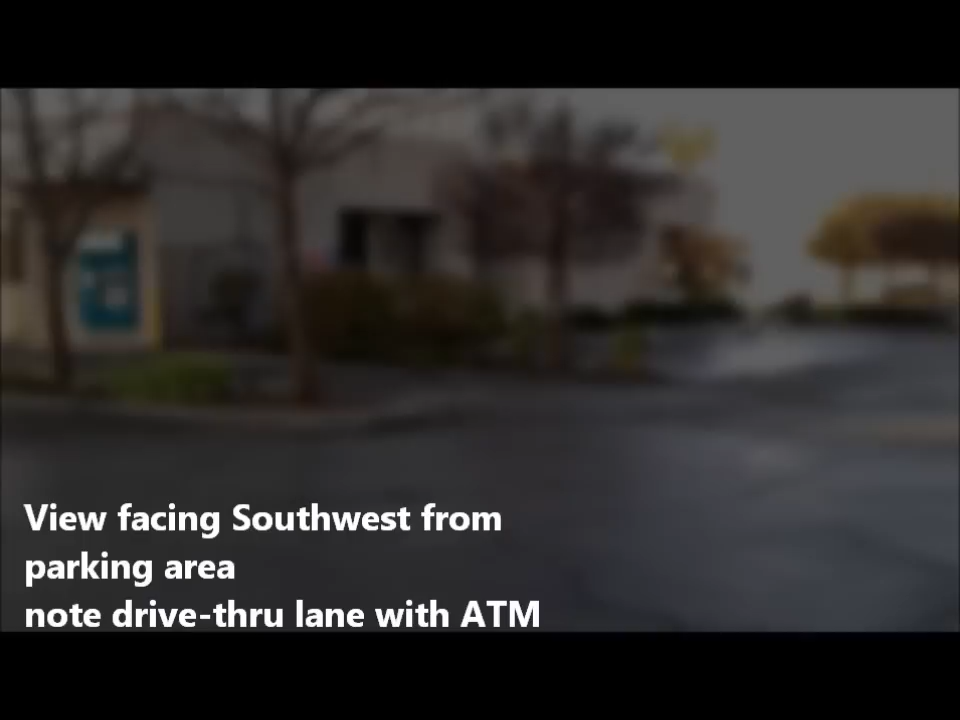 View facing Southwest from
parking area
note drive-thru lane with ATM